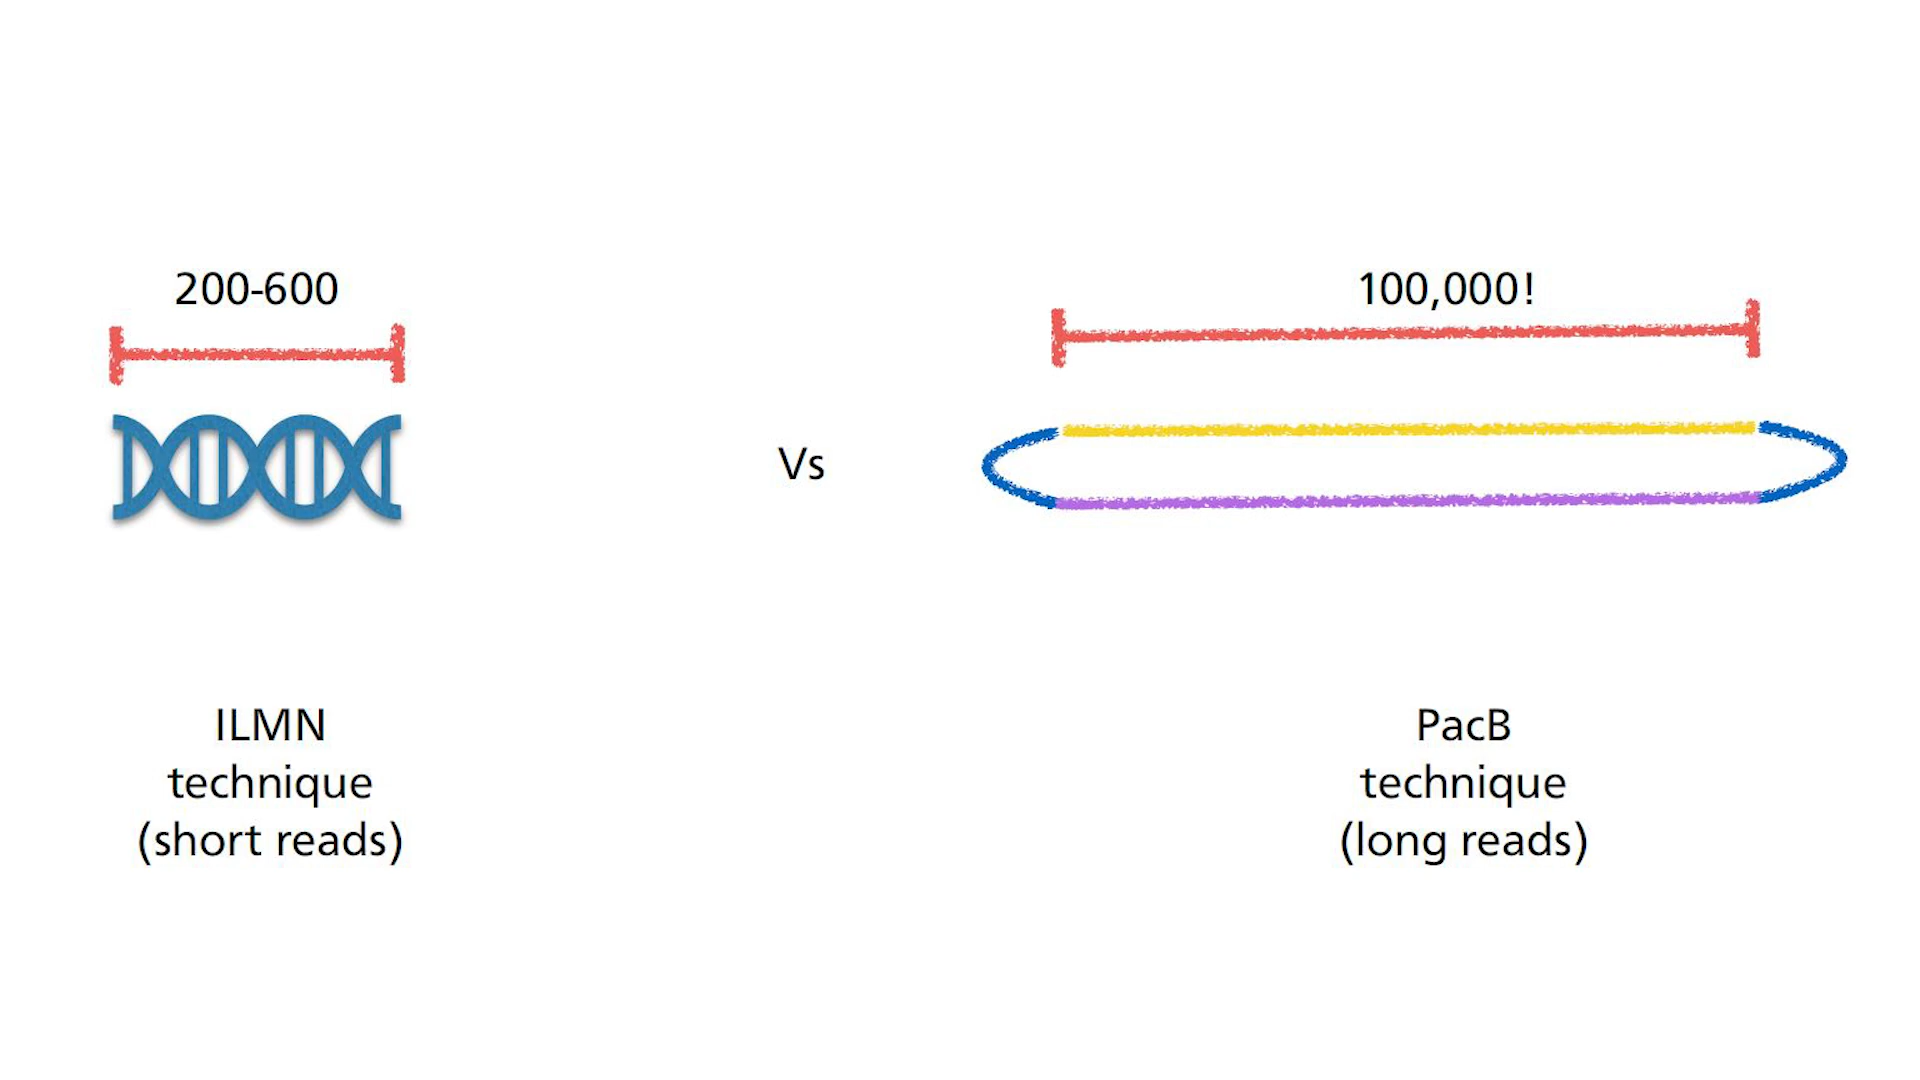 200-600
100,000!
Vs
ILMN
technique
(short reads)
PacB
technique
(long reads)